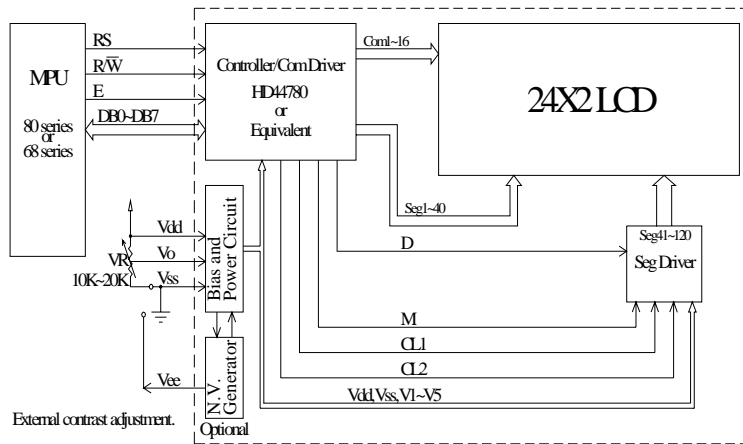 MPU
80 series
or
68 series
RS
R/W̅
E
DB0~DB7
Controller/Com Driver
HD44780
or
Equivalent
Com1~16
24X2 LCD
Seg1~40
Seg41~120
Seg Driver
D
M
CL1
CL2
Vdd,Vss,V1~V5
Vdd
Vo
Vss
VR
10K~20K
Bias and
Power Circuit
N.V.
Generator
Optional
Vee
External contrast adjustment.